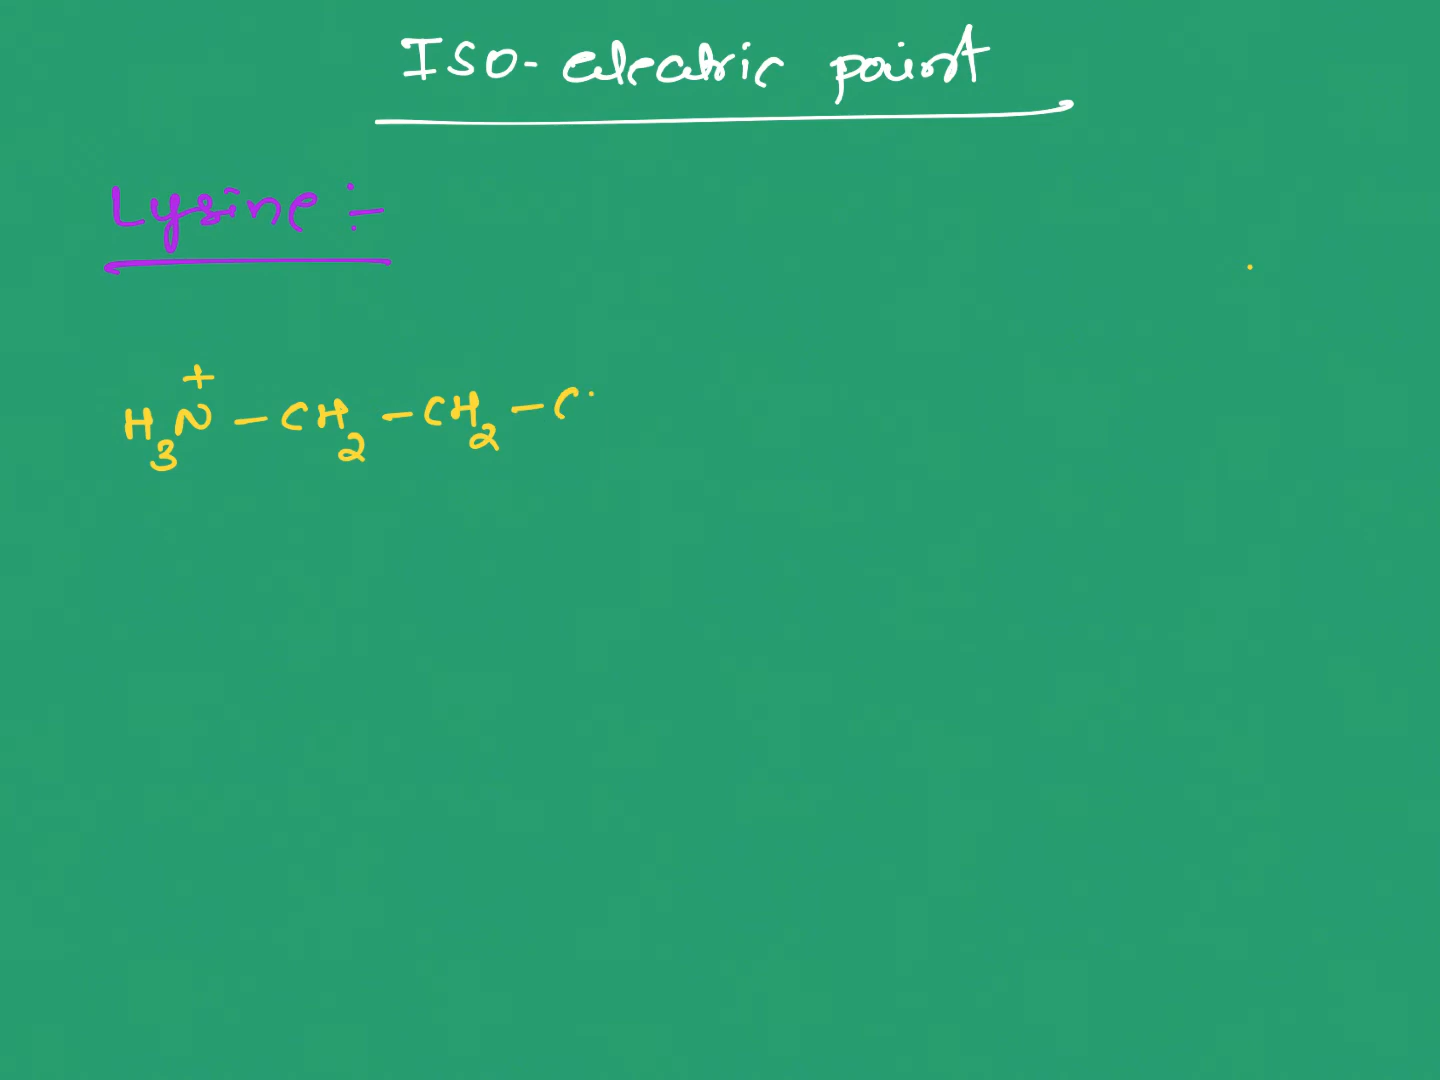 Iso-electric point
Lysine :-
H₃N⁺ - CH₂ - CH₂ - C